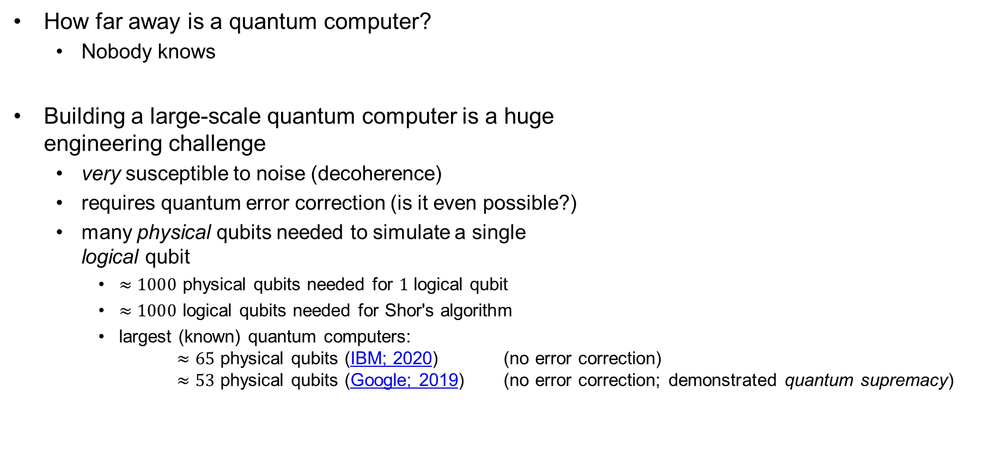 • How far away is a quantum computer?
• Nobody knows
• Building a large-scale quantum computer is a huge
engineering challenge
• very susceptible to noise (decoherence)
• requires quantum error correction (is it even possible?)
• many physical qubits needed to simulate a single
logical qubit
• ≈ 1000 physical qubits needed for 1 logical qubit
• ≈ 1000 logical qubits needed for Shor's algorithm
• largest (known) quantum computers:
≈ 65 physical qubits (IBM; 2020) (no error correction)
≈ 53 physical qubits (Google; 2019) (no error correction; demonstrated quantum supremacy)